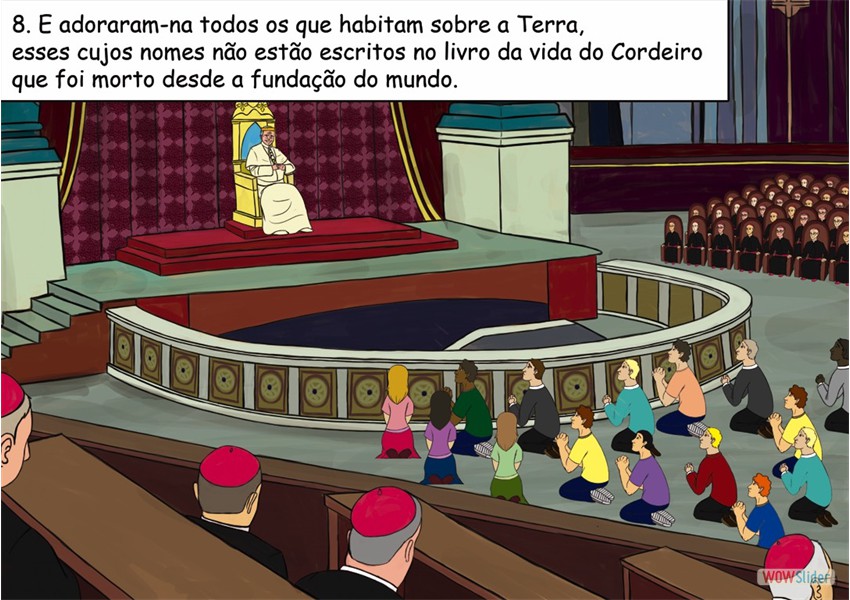 8. E adoraram-na todos os que habitam sobre a Terra,
esses cujos nomes não estão escritos no livro da vida do Cordeiro
que foi morto desde a fundação do mundo.
WOWSlider